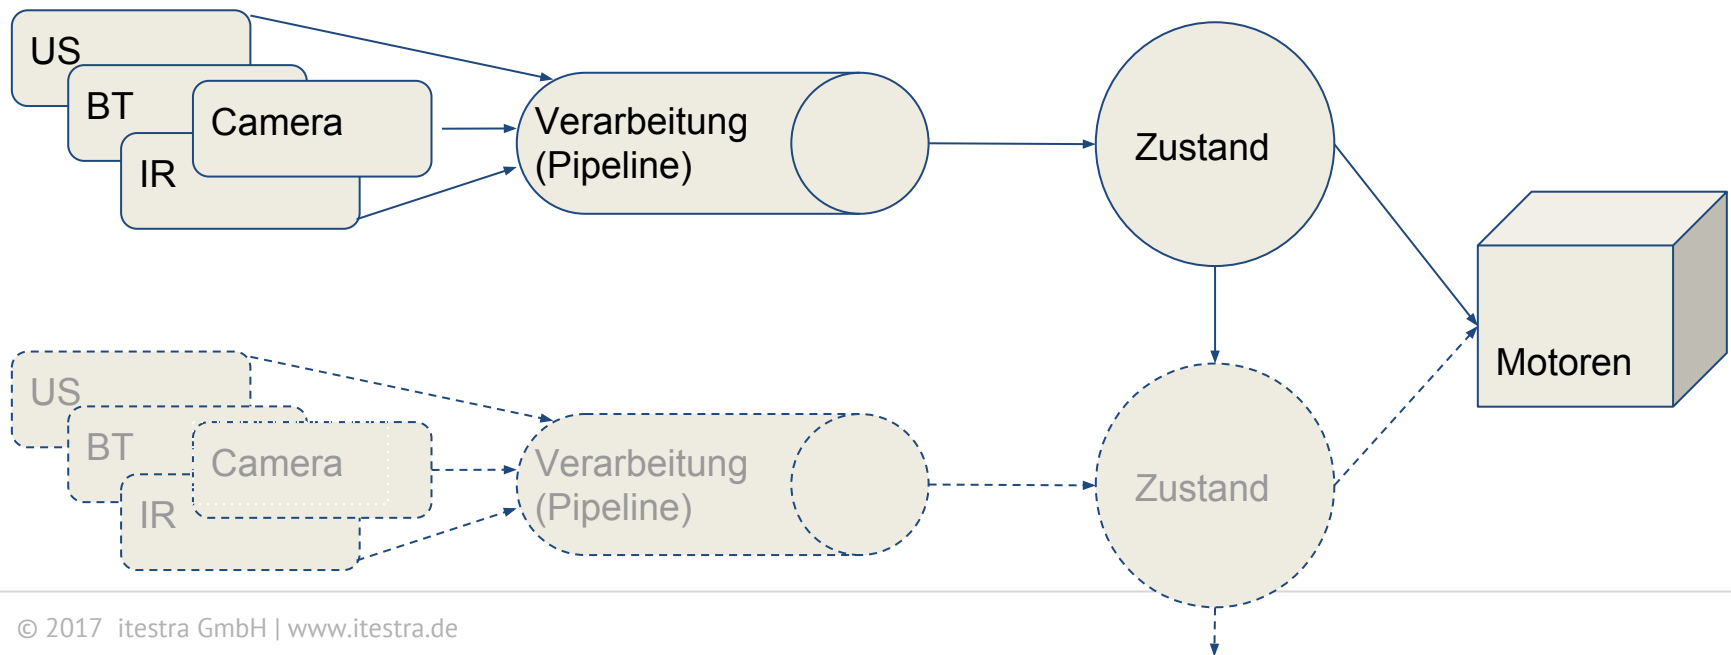 US
BT
Camera
IR
Verarbeitung
(Pipeline)
Zustand
Motoren
US
BT
Camera
IR
Verarbeitung
(Pipeline)
Zustand
© 2017 itestra GmbH | www.itestra.de